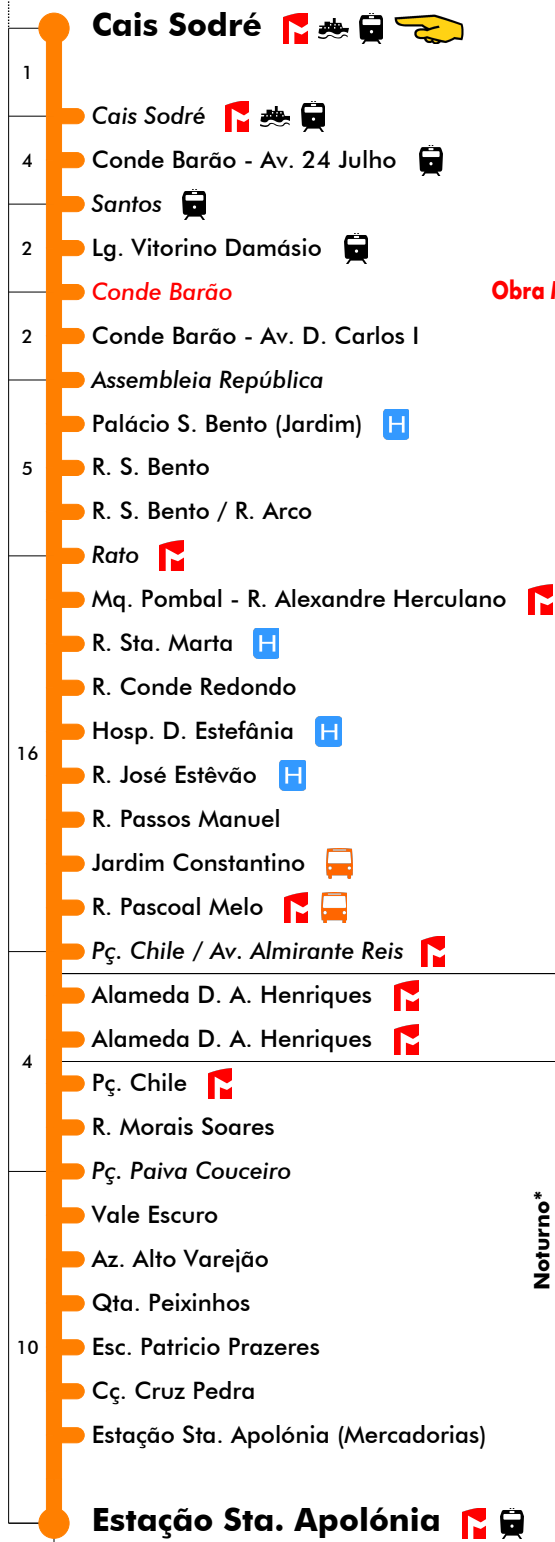 Cais Sodré
1
Cais Sodré
4
Conde Barão - Av. 24 Julho
Santos
2
Lg. Vitorino Damásio
Conde Barão
Obra
2
Conde Barão - Av. D. Carlos I
Assembleia República
Palácio S. Bento (Jardim) H
5
R. S. Bento
R. S. Bento / R. Arco
Rato
Mq. Pombal - R. Alexandre Herculano
R. Sta. Marta H
R. Conde Redondo
Hosp. D. Estefânia H
16
R. José Estêvão H
R. Passos Manuel
Jardim Constantino
R. Pascoal Melo
Pç. Chile / Av. Almirante Reis
Alameda D. A. Henriques
Alameda D. A. Henriques
4
Pç. Chile
R. Morais Soares
Pç. Paiva Couceiro
Vale Escuro
Noturno*
Az. Alto Varejão
Qta. Peixinhos
10
Esc. Patricio Prazeres
Cç. Cruz Pedra
Estação Sta. Apolónia (Mercadorias)
Estação Sta. Apolónia